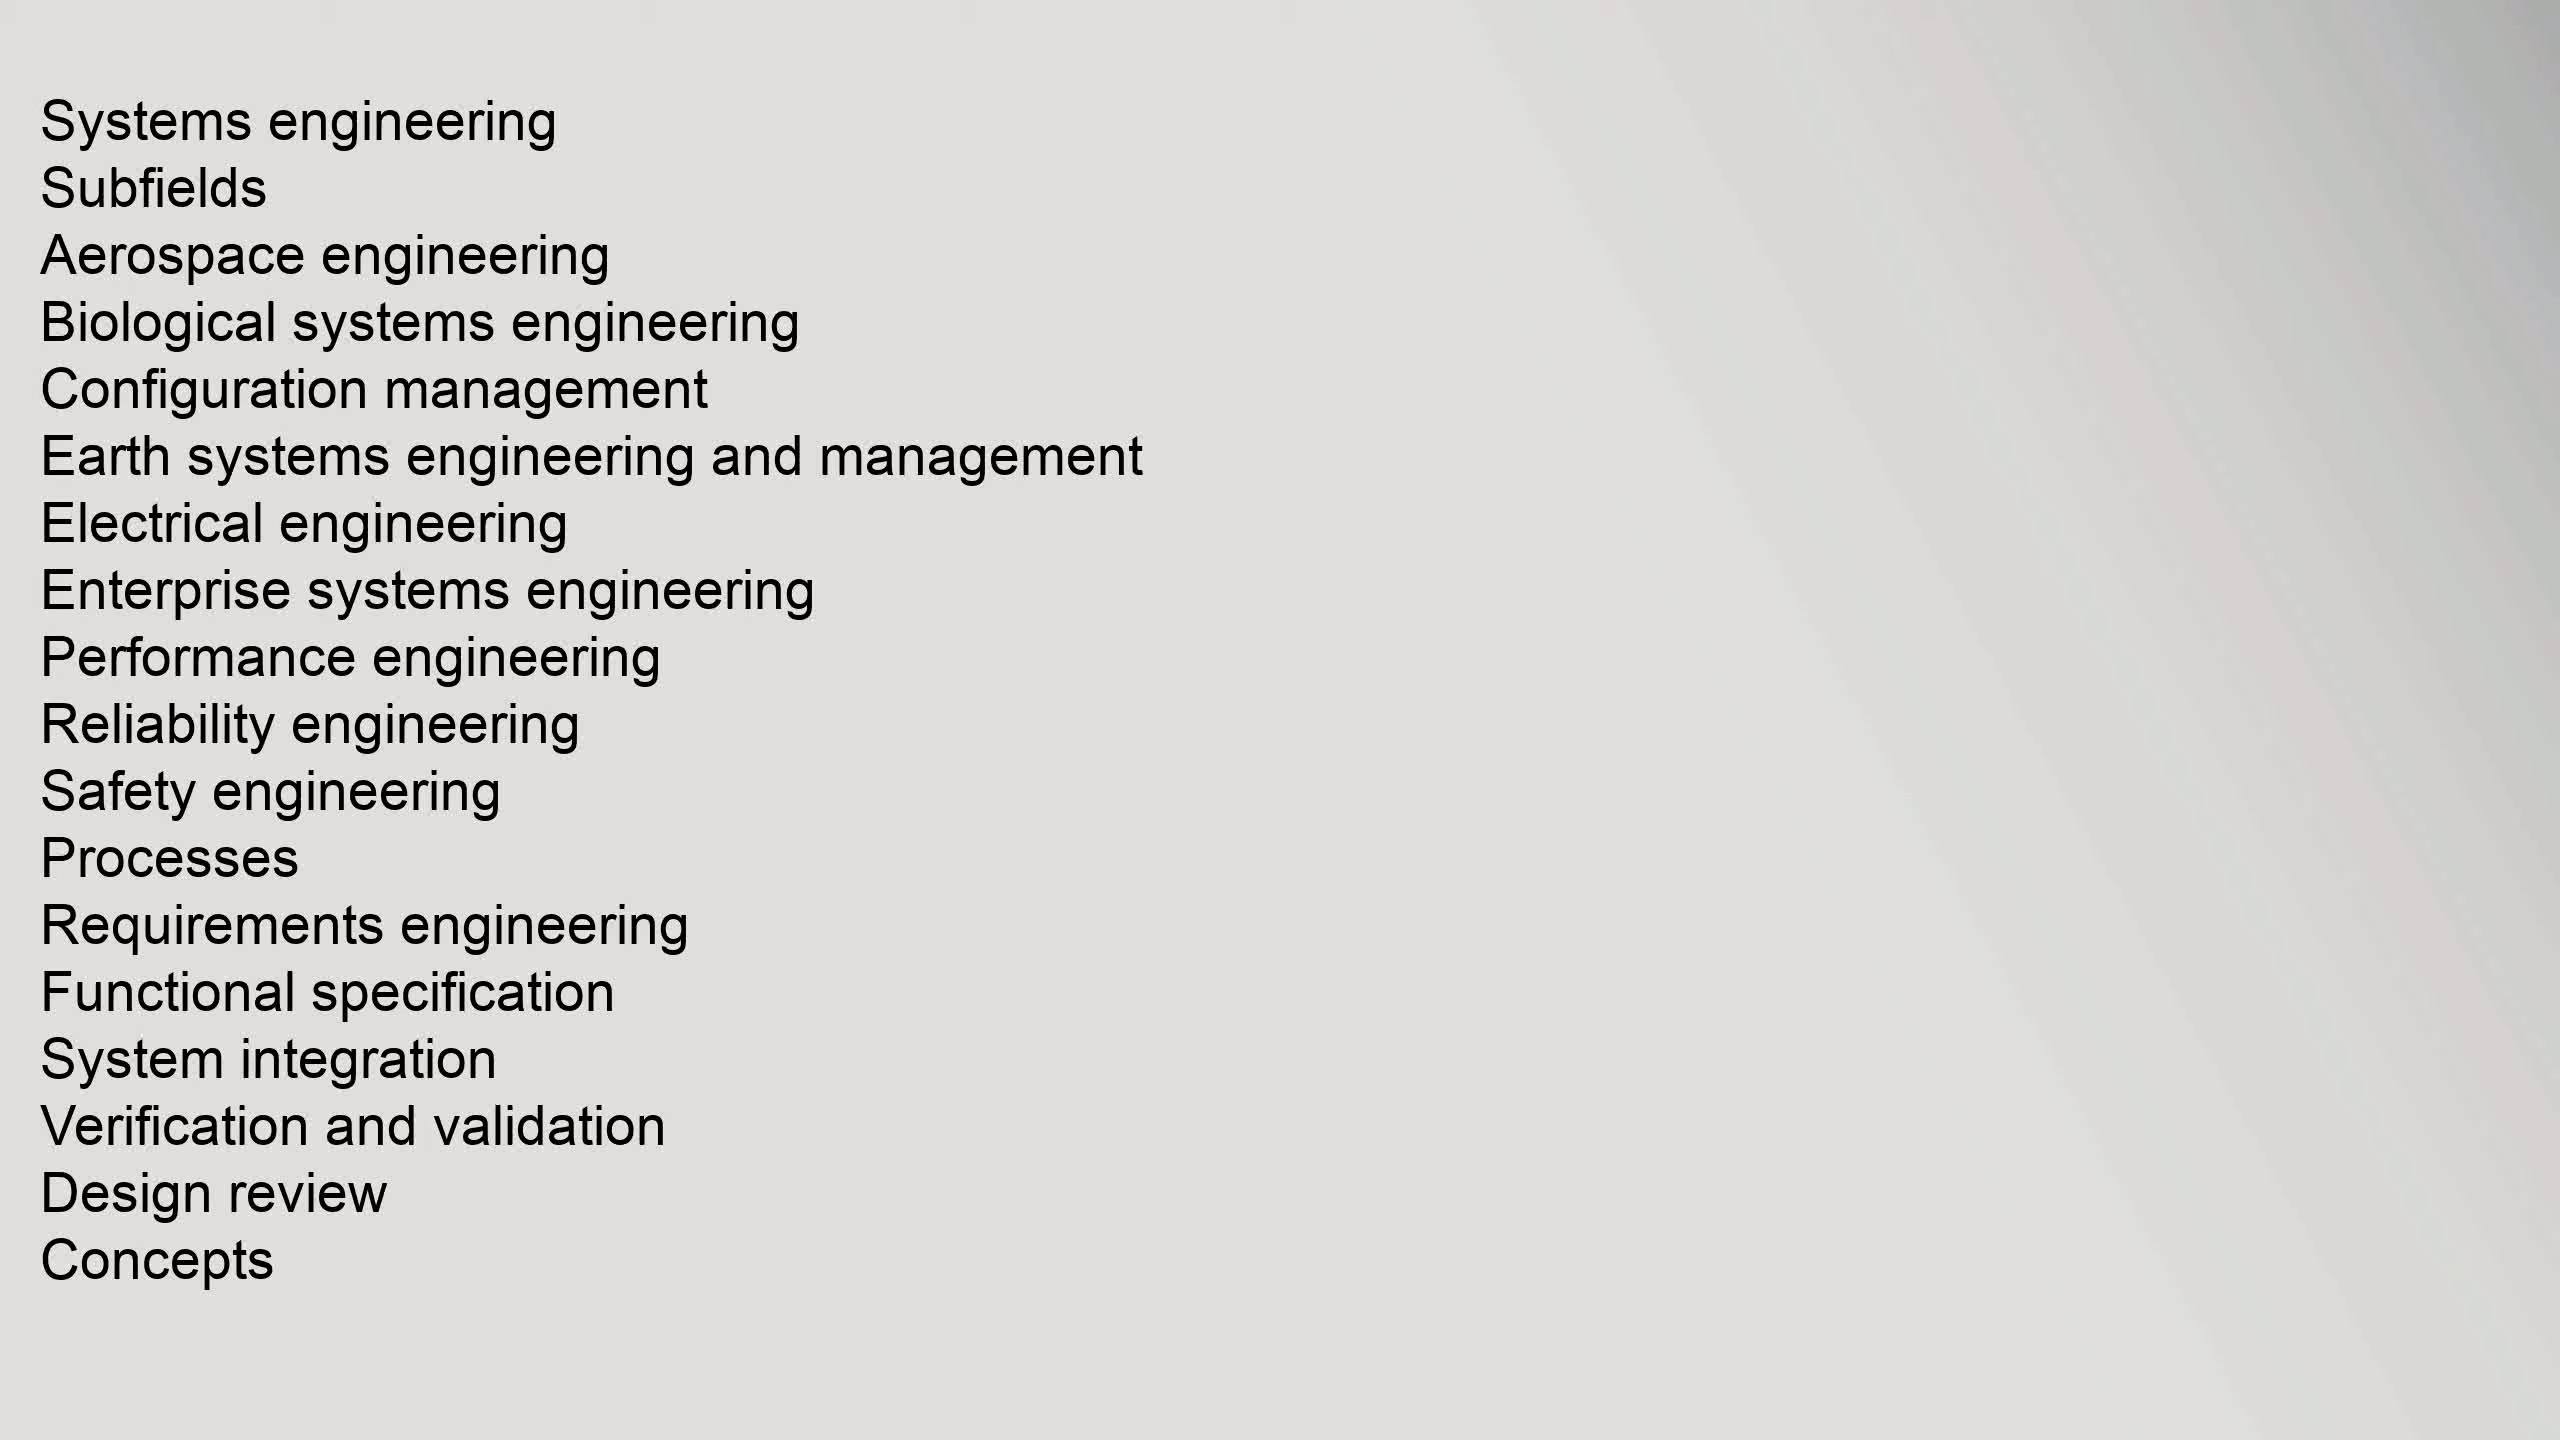 Systems engineering
Subfields
Aerospace engineering
Biological systems engineering
Configuration management
Earth systems engineering and management
Electrical engineering
Enterprise systems engineering
Performance engineering
Reliability engineering
Safety engineering
Processes
Requirements engineering
Functional specification
System integration
Verification and validation
Design review
Concepts